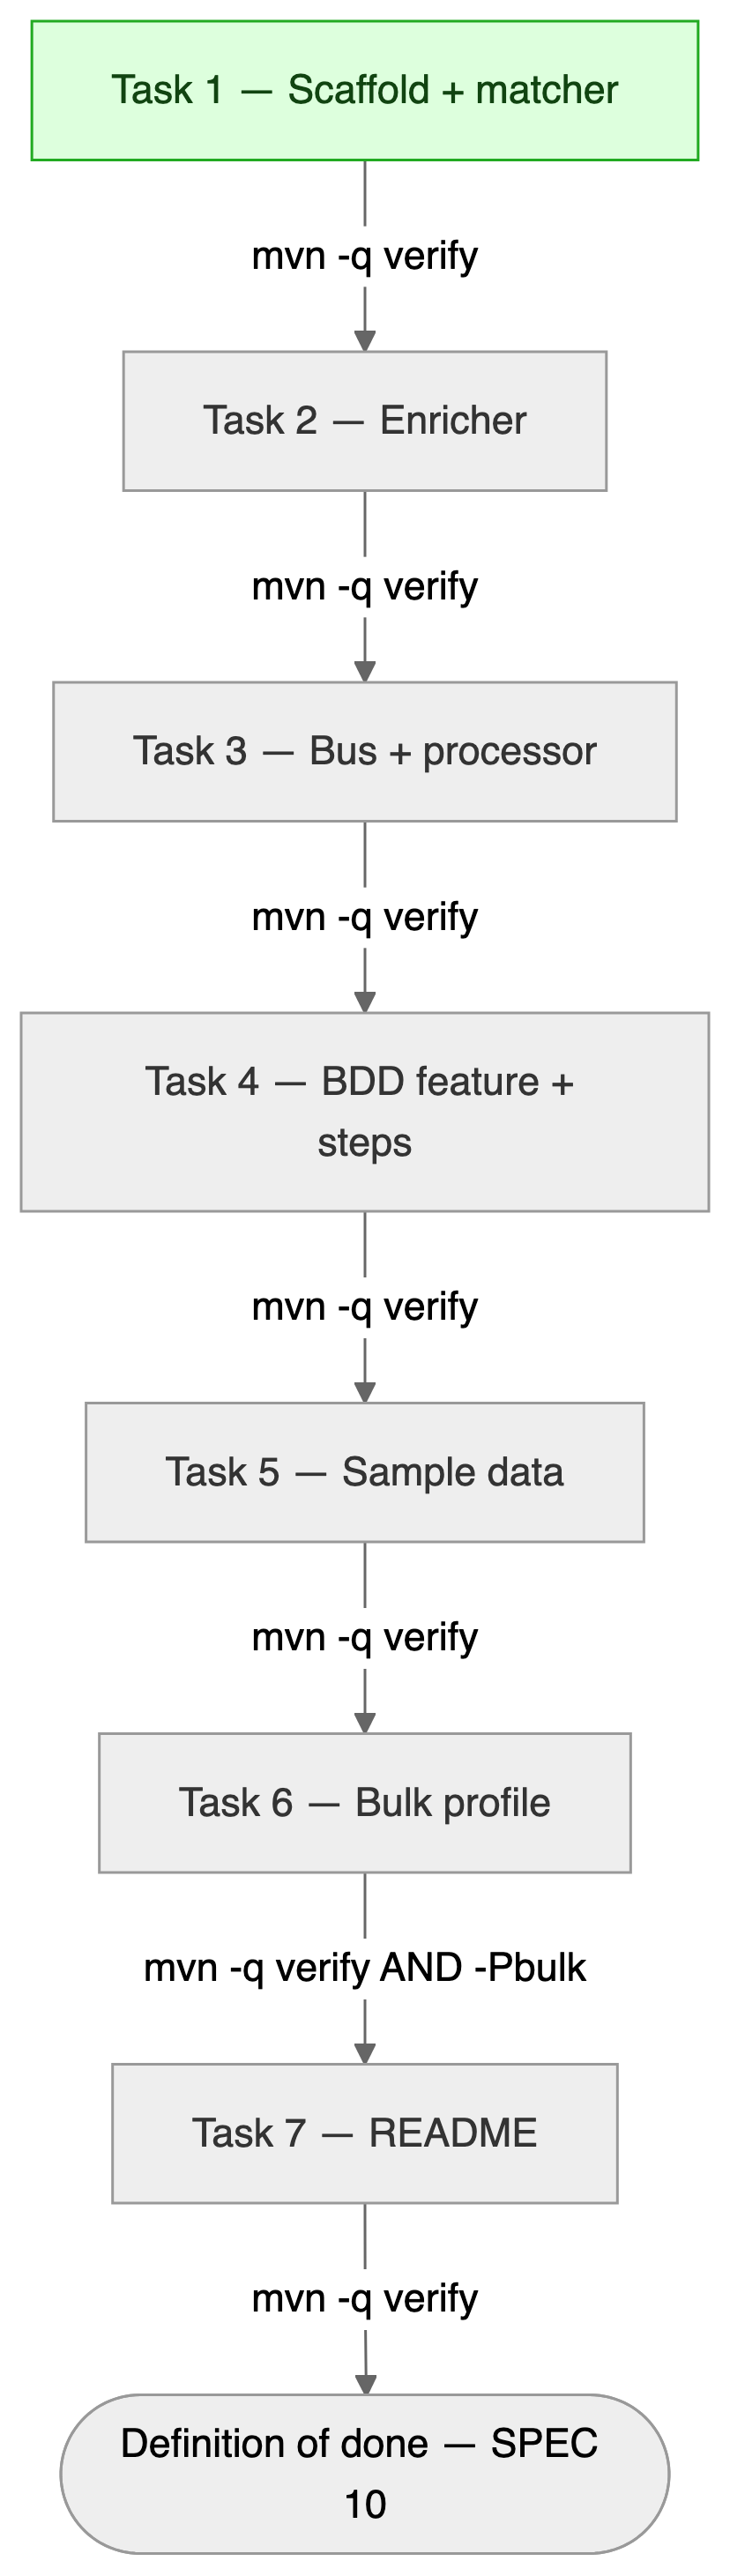 Task 1 — Scaffold + matcher
mvn -q verify
Task 2 — Enricher
mvn -q verify
Task 3 — Bus + processor
mvn -q verify
Task 4 — BDD feature +
steps
mvn -q verify
Task 5 — Sample data
mvn -q verify
Task 6 — Bulk profile
mvn -q verify AND -Pbulk
Task 7 — README
mvn -q verify
Definition of done — SPEC
10